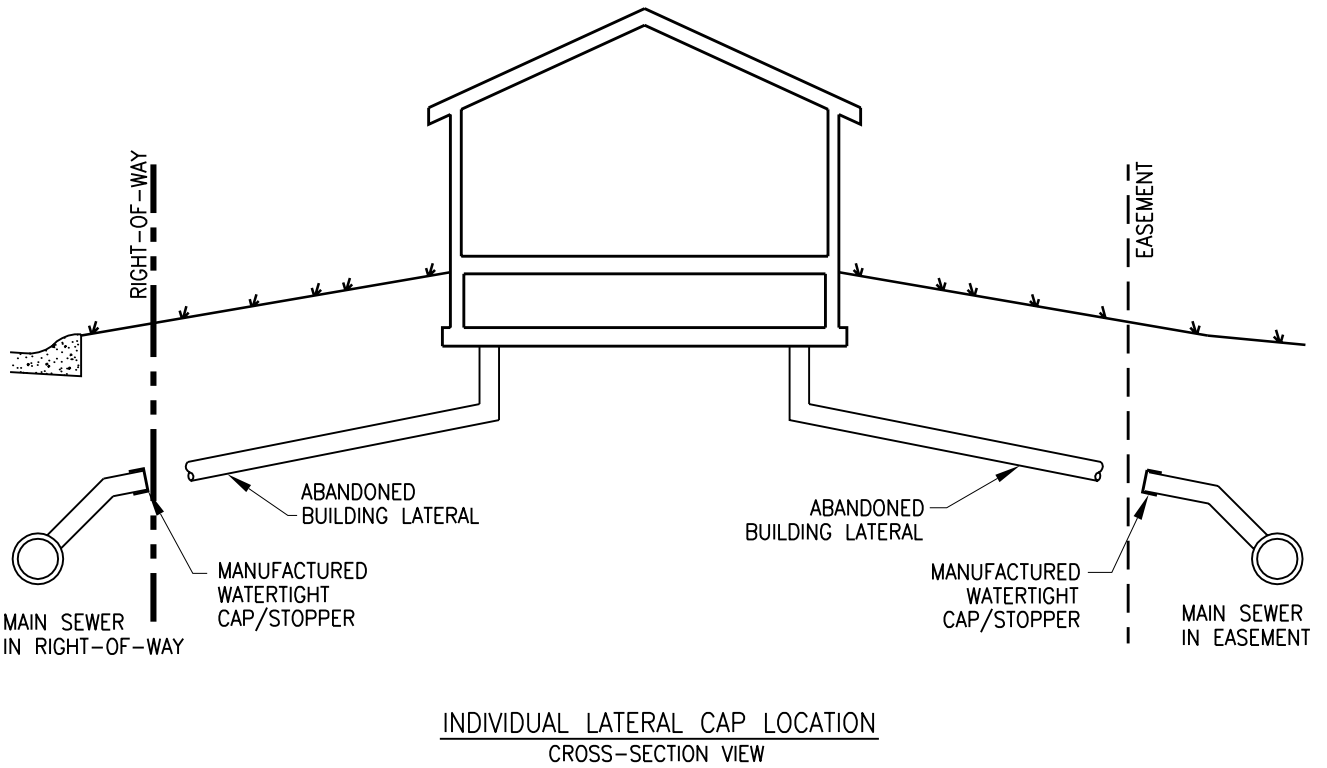 RIGHT-OF-WAY
EASEMENT
ABANDONED
BUILDING LATERAL
ABANDONED
BUILDING LATERAL
MANUFACTURED
WATERTIGHT
CAP/STOPPER
MANUFACTURED
WATERTIGHT
CAP/STOPPER
MAIN SEWER
IN RIGHT-OF-WAY
MAIN SEWER
IN EASEMENT
INDIVIDUAL LATERAL CAP LOCATION
CROSS-SECTION VIEW